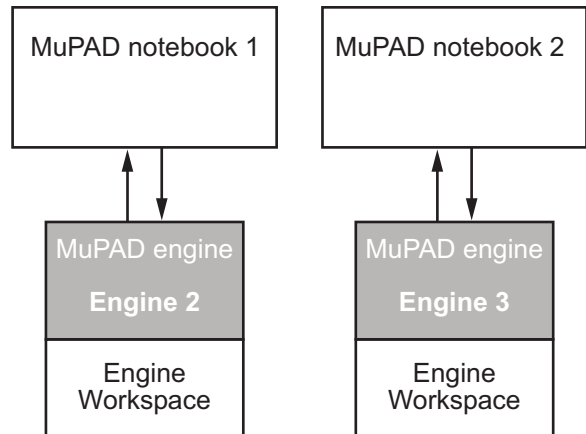 MuPAD notebook 1
MuPAD engine
Engine 2
Engine
Workspace
MuPAD notebook 2
MuPAD engine
Engine 3
Engine
Workspace